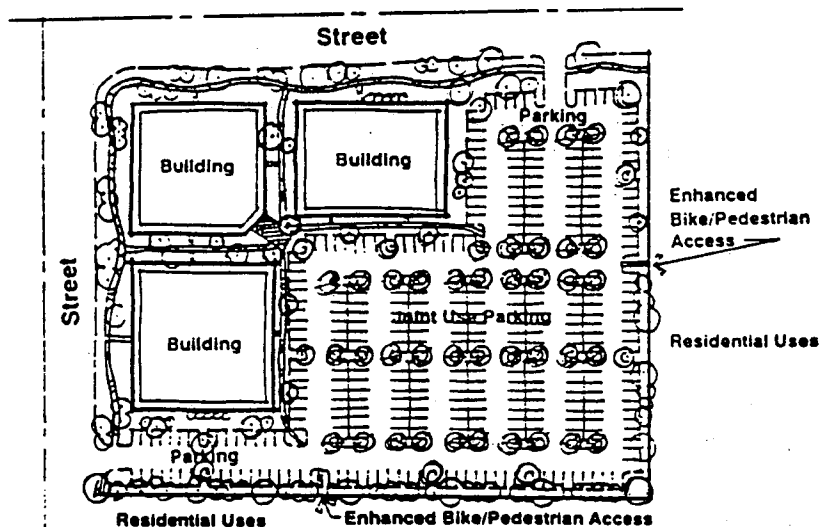 Street
Parking
Building
Building
Enhanced
Bike/Pedestrian
Access
Street
Joint Use Parking
Building
Residential Uses
Parking
Residential Uses
Enhanced Bike/Pedestrian Access